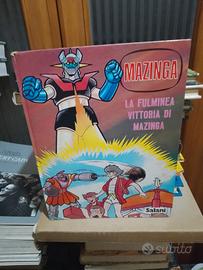 MAZINGA
LA FULMINEA
VITTORIA DI
MAZINGA
Salani
subito